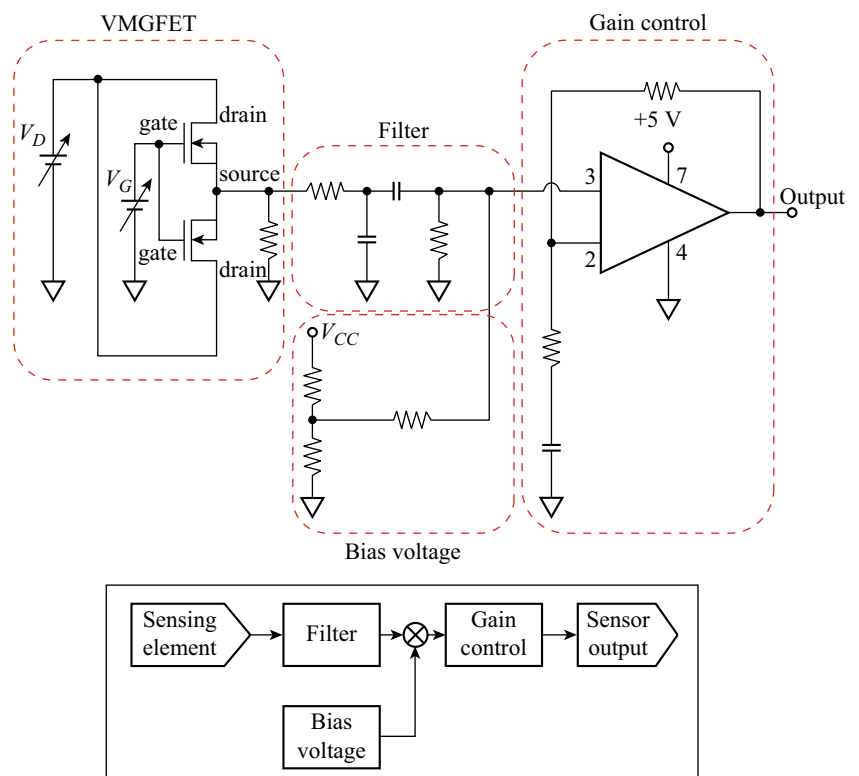 VMGFET
Gain control
V_D
gate
drain
V_G
source
gate
drain
Filter
+5 V
3
7
2
4
Output
V_CC
Bias voltage
Sensing
element
Filter
Gain
control
Sensor
output
Bias
voltage